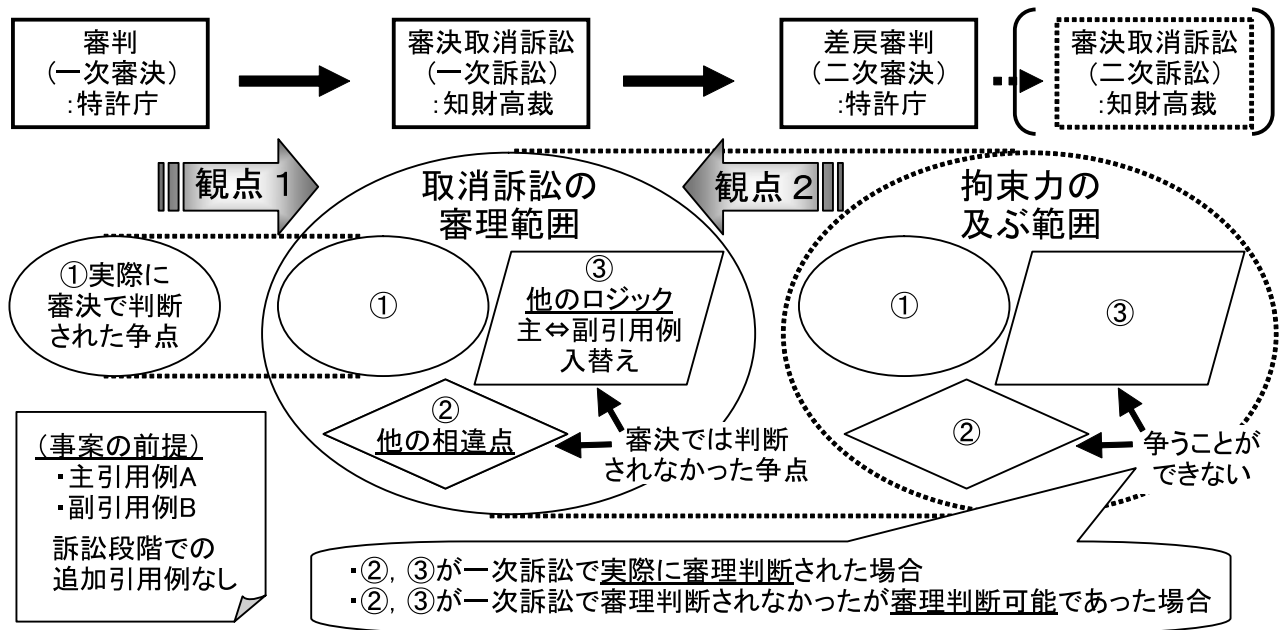 審判
(一次審決)
:特許庁
審決取消訴訟
(一次訴訟)
:知財高裁
差戻審判
(二次審決)
:特許庁
審決取消訴訟
(二次訴訟)
:知財高裁
観点1
取消訴訟の
審理範囲
観点2
拘束力の
及ぶ範囲
①実際に
審決で判断
された争点
①
③
他のロジック
主⇔副引用例
入替え
②
他の相違点
審決では判断
されなかった争点
①
③
②
争うことが
できない
(事案の前提)
・主引用例A
・副引用例B
訴訟段階での
追加引用例なし
・②，③が一次訴訟で実際に審理判断された場合
・②，③が一次訴訟で審理判断されなかったが審理判断可能であった場合